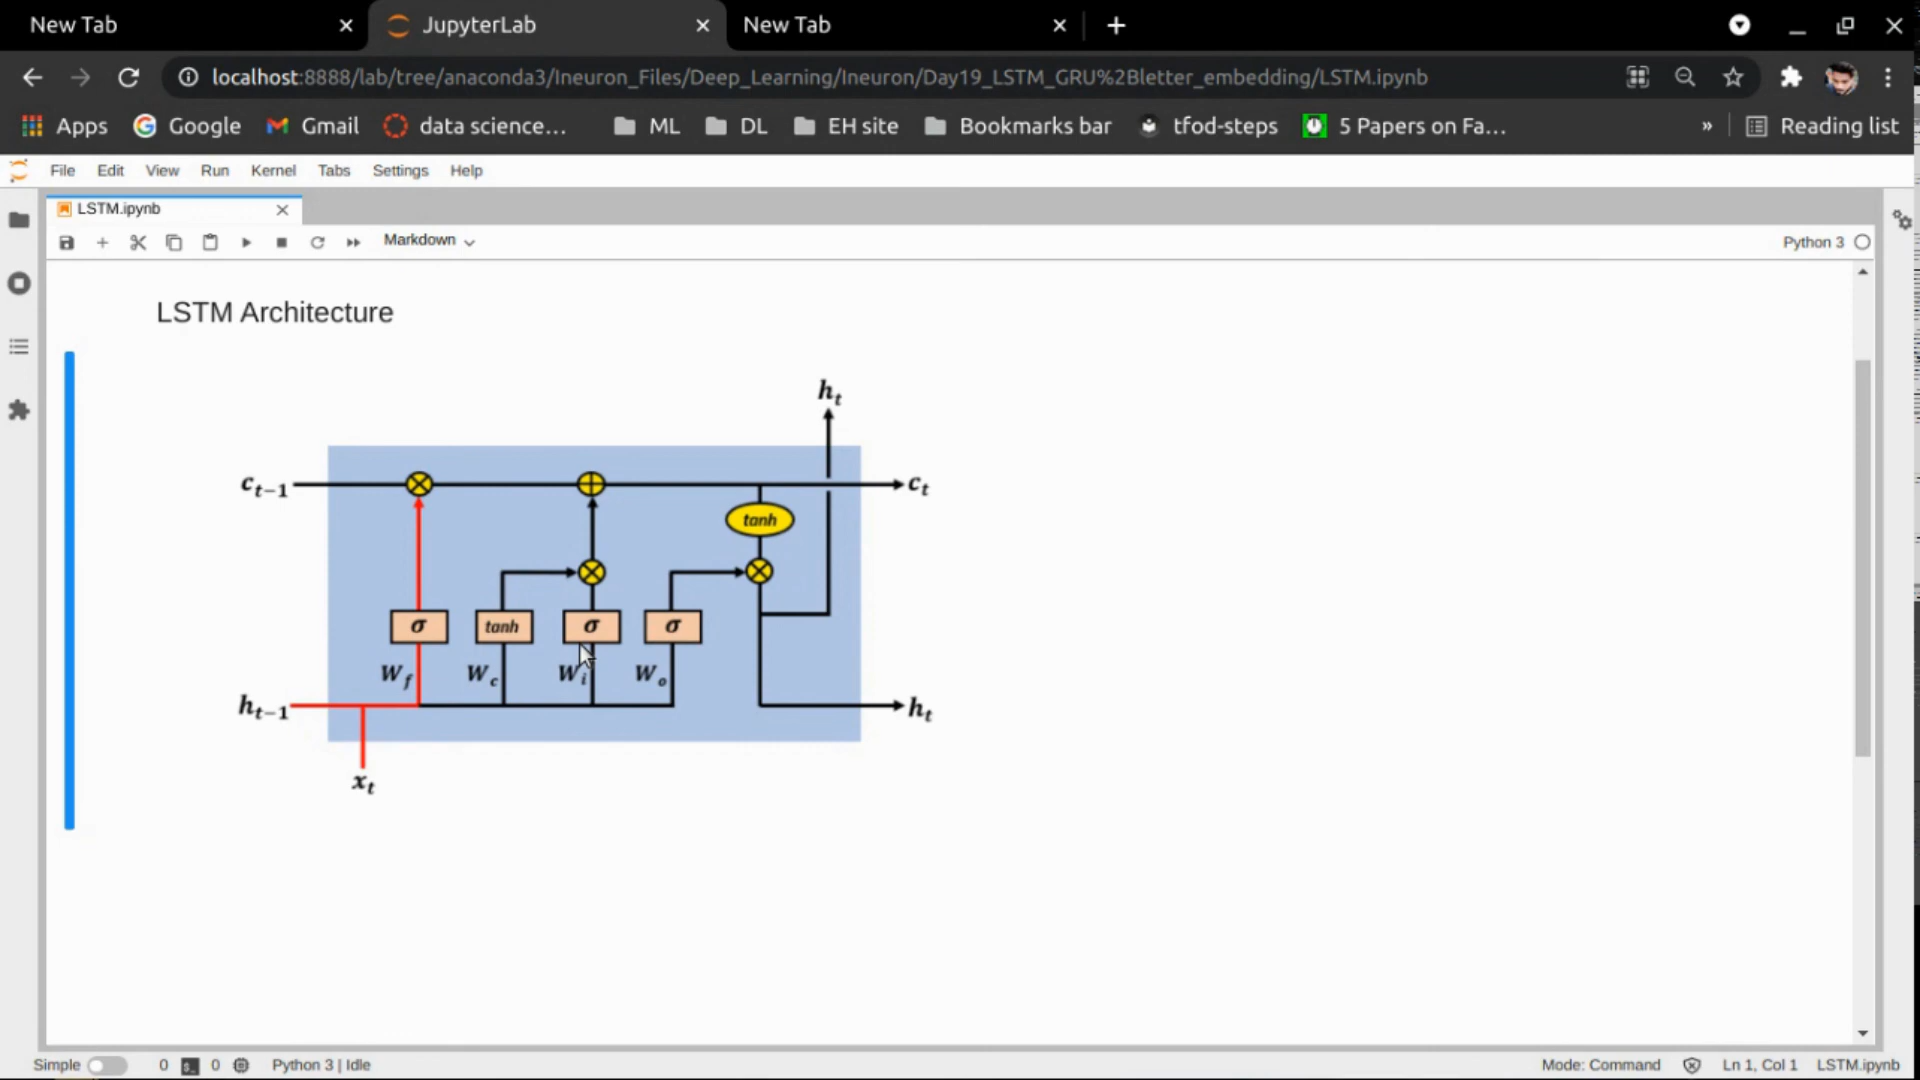 New Tab JupyterLab New Tab
localhost:8888/lab/tree/anaconda3/Ineuron_Files/Deep_Learning/Ineuron/Day19_LSTM_GRU%2Bletter_embedding/LSTM.ipynb
Apps Google Gmail data science... ML DL EH site Bookmarks bar tfod-steps 5 Papers on Fa... » Reading list
File Edit View Run Kernel Tabs Settings Help
LSTM.ipynb
Markdown Python 3
LSTM Architecture
h_t
c_{t-1} c_t
tanh
σ tanh σ σ
W_f W_c W_i W_o
h_{t-1} h_t
x_t
Simple 0 $_ 0 Python 3 | Idle Mode: Command Ln 1, Col 1 LSTM.ipynb